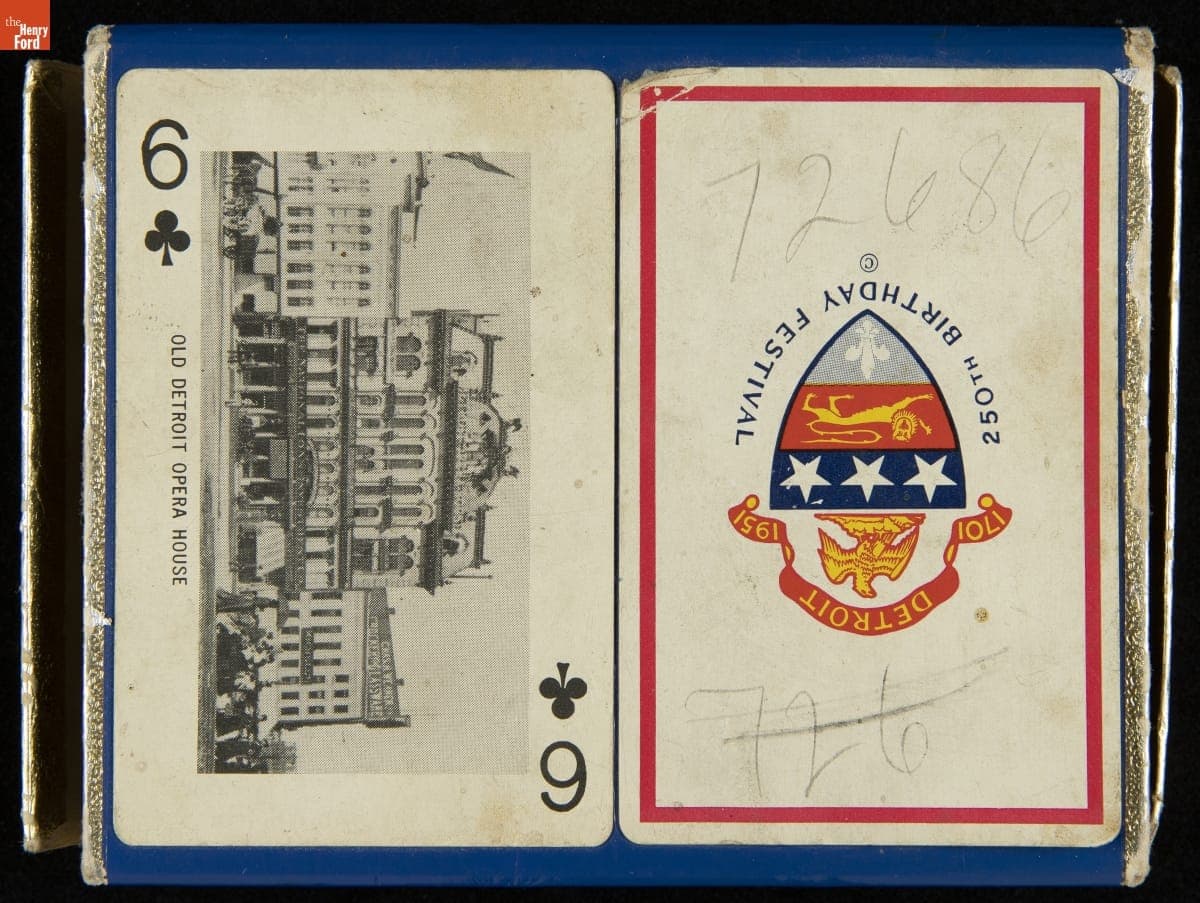 the
Henry
Ford
6
OLD DETROIT OPERA HOUSE
6
72686
©
250TH BIRTHDAY FESTIVAL
1701
DETROIT
1951
726